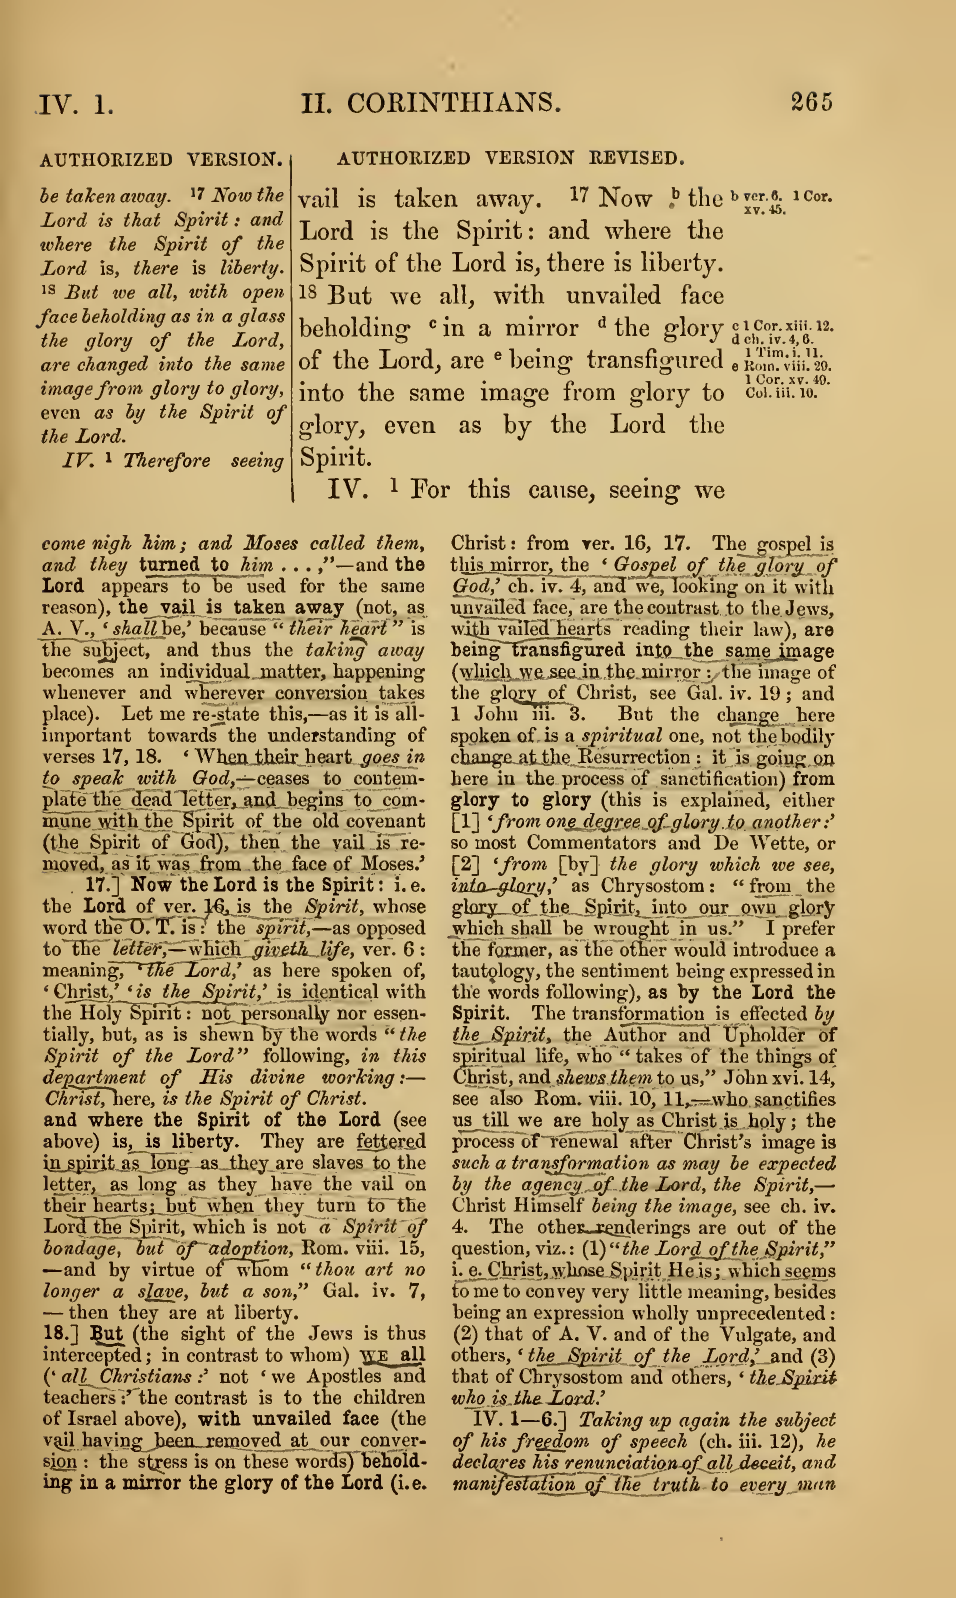 IV. 1.
II. CORINTHIANS.
265
AUTHORIZED VERSION.
be taken away. 17 Now the
Lord is that Spirit : and
where the Spirit of the
Lord is, there is liberty.
18 But we all, with open
face beholding as in a glass
the glory of the Lord,
are changed into the same
image from glory to glory,
even as by the Spirit of
the Lord.
IV. 1 Therefore seeing
AUTHORIZED VERSION REVISED.
vail is taken away. 17 Now b the
Lord is the Spirit: and where the
Spirit of the Lord is, there is liberty.
18 But we all, with unvailed face
beholding c in a mirror d the glory
of the Lord, are e being transfigured
into the same image from glory to
glory, even as by the Lord the
Spirit.
IV. 1 For this cause, seeing we
b ver. 6. 1 Cor.
xv. 45.
c 1 Cor. xiii. 12.
d ch. iv. 4, 6.
1 Tim. i. 11.
e Rom. viii. 29.
1 Cor. xv. 49.
Col. iii. 10.
come nigh him; and Moses called them,
and they turned to him . . . ,"—and the
Lord appears to be used for the same
reason), the vail is taken away (not, as
A. V., ‘shall be,’ because “their heart” is
the subject, and thus the taking away
becomes an individual matter, happening
whenever and wherever conversion takes
place). Let me re-state this,—as it is all-
important towards the understanding of
verses 17, 18. ‘When their heart goes in
to speak with God,—ceases to contem-
plate the dead letter, and begins to com-
mune with the Spirit of the old covenant
(the Spirit of God), then the vail is re-
moved, as it was from the face of Moses.’
17.] Now the Lord is the Spirit: i. e.
the Lord of ver. 16, is the Spirit, whose
word the O. T. is: the spirit,—as opposed
to the letter,—which giveth life, ver. 6 :
meaning, ‘the Lord,’ as here spoken of,
‘Christ,’ ‘is the Spirit,’ is identical with
the Holy Spirit : not personally nor essen-
tially, but, as is shewn by the words “the
Spirit of the Lord” following, in this
department of His divine working:—
Christ, here, is the Spirit of Christ.
and where the Spirit of the Lord (see
above) is, is liberty. They are fettered
in spirit as long as they are slaves to the
letter, as long as they have the vail on
their hearts; but when they turn to the
Lord the Spirit, which is not a Spirit of
bondage, but of adoption, Rom. viii. 15,
—and by virtue of whom “thou art no
longer a slave, but a son,” Gal. iv. 7,
— then they are at liberty.
18.] But (the sight of the Jews is thus
intercepted; in contrast to whom) WE all
(‘all Christians:’ not ‘we Apostles and
teachers:’ the contrast is to the children
of Israel above), with unvailed face (the
vail having been removed at our conver-
sion : the stress is on these words) behold-
ing in a mirror the glory of the Lord (i. e.
Christ: from ver. 16, 17. The gospel is
this mirror, the ‘Gospel of the glory of
God,’ ch. iv. 4, and we, looking on it with
unvailed face, are the contrast to the Jews,
with vailed hearts reading their law), are
being transfigured into the same image
(which we see in the mirror: the image of
the glory of Christ, see Gal. iv. 19; and
1 John iii. 3. But the change here
spoken of is a spiritual one, not the bodily
change at the Resurrection : it is going on
here in the process of sanctification) from
glory to glory (this is explained, either
[1] ‘from one degree of glory to another:’
so most Commentators and De Wette, or
[2] ‘from [by] the glory which we see,
into glory,’ as Chrysostom: “from the
glory of the Spirit, into our own glory
which shall be wrought in us.” I prefer
the former, as the other would introduce a
tautology, the sentiment being expressed in
the words following), as by the Lord the
Spirit. The transformation is effected by
the Spirit, the Author and Upholder of
spiritual life, who “takes of the things of
Christ, and shews them to us,” John xvi. 14,
see also Rom. viii. 10, 11,—who sanctifies
us till we are holy as Christ is holy; the
process of renewal after Christ’s image is
such a transformation as may be expected
by the agency of the Lord, the Spirit,—
Christ Himself being the image, see ch. iv.
4. The other renderings are out of the
question, viz.: (1) “the Lord of the Spirit,”
i. e. Christ, whose Spirit He is; which seems
to me to convey very little meaning, besides
being an expression wholly unprecedented :
(2) that of A. V. and of the Vulgate, and
others, ‘the Spirit of the Lord,’ and (3)
that of Chrysostom and others, ‘the Spirit
who is the Lord.’
IV. 1—6.] Taking up again the subject
of his freedom of speech (ch. iii. 12), he
declares his renunciation of all deceit, and
manifestation of the truth to every man